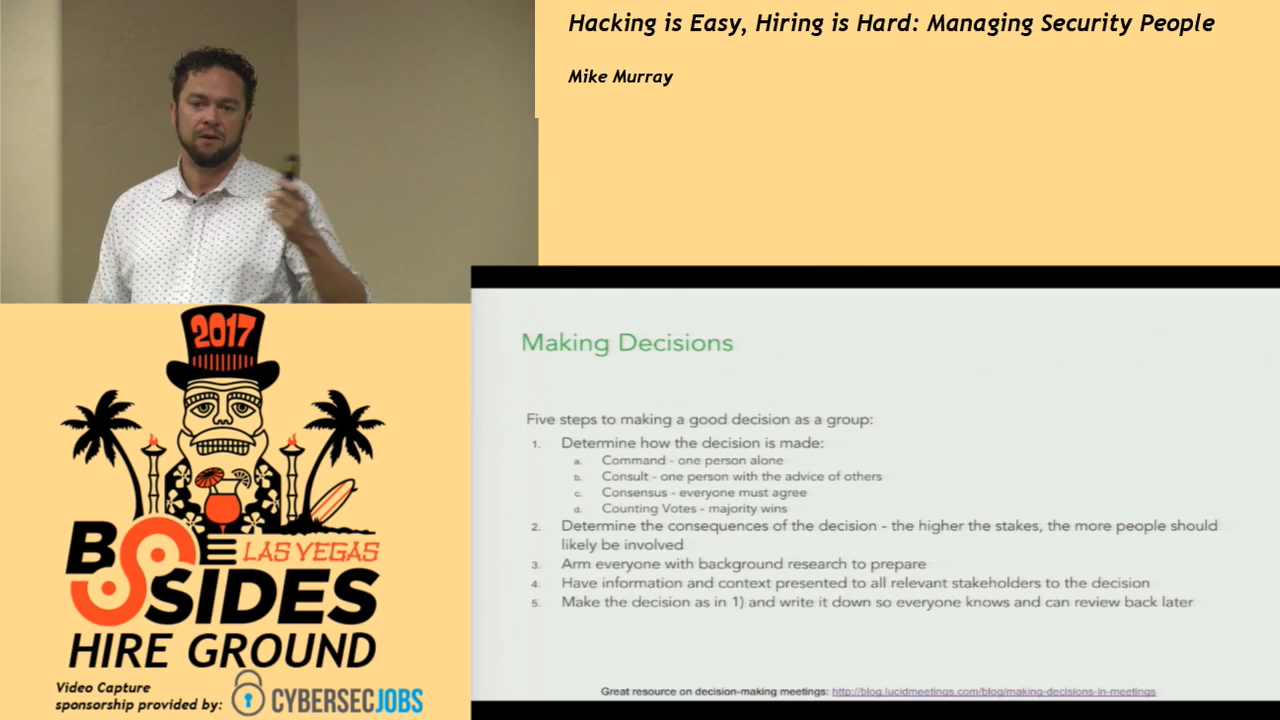 Hacking is Easy, Hiring is Hard: Managing Security People
Mike Murray
2017
BSIDES
LAS VEGAS
HIRE GROUND
Video Capture
sponsorship provided by:
CYBERSECJOBS
Making Decisions
Five steps to making a good decision as a group:
1. Determine how the decision is made:
a. Command - one person alone
b. Consult - one person with the advice of others
c. Consensus - everyone must agree
d. Counting Votes - majority wins
2. Determine the consequences of the decision - the higher the stakes, the more people should
likely be involved
3. Arm everyone with background research to prepare
4. Have information and context presented to all relevant stakeholders to the decision
5. Make the decision as in 1) and write it down so everyone knows and can review back later
Great resource on decision-making meetings: http://blog.lucidmeetings.com/blog/making-decisions-in-meetings